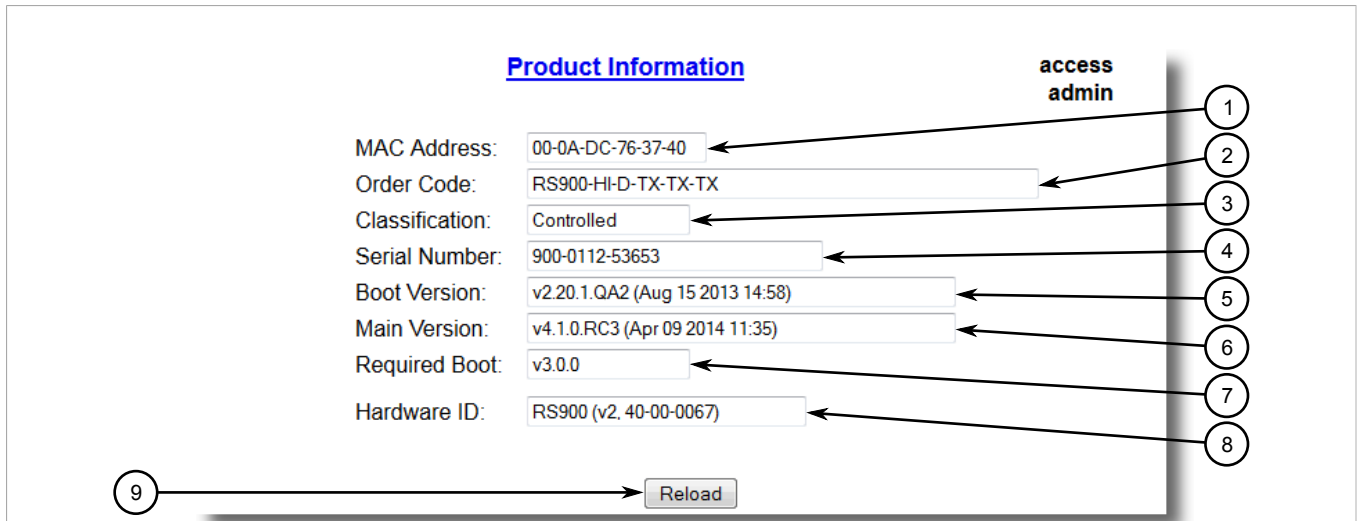 Product Information
access
admin
MAC Address: 00-0A-DC-76-37-40
Order Code: RS900-HI-D-TX-TX-TX
Classification: Controlled
Serial Number: 900-0112-53653
Boot Version: v2.20.1.QA2 (Aug 15 2013 14:58)
Main Version: v4.1.0.RC3 (Apr 09 2014 11:35)
Required Boot: v3.0.0
Hardware ID: RS900 (v2, 40-00-0067)
Reload
1
2
3
4
5
6
7
8
9